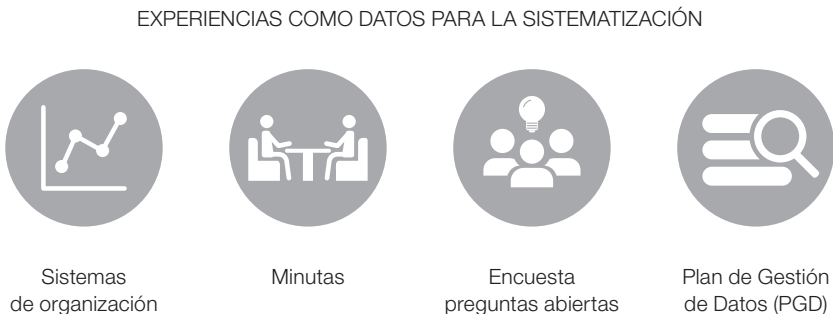 EXPERIENCIAS COMO DATOS PARA LA SISTEMATIZACIÓN
Sistemas
de organización
Minutas
Encuesta
preguntas abiertas
Plan de Gestión
de Datos (PGD)